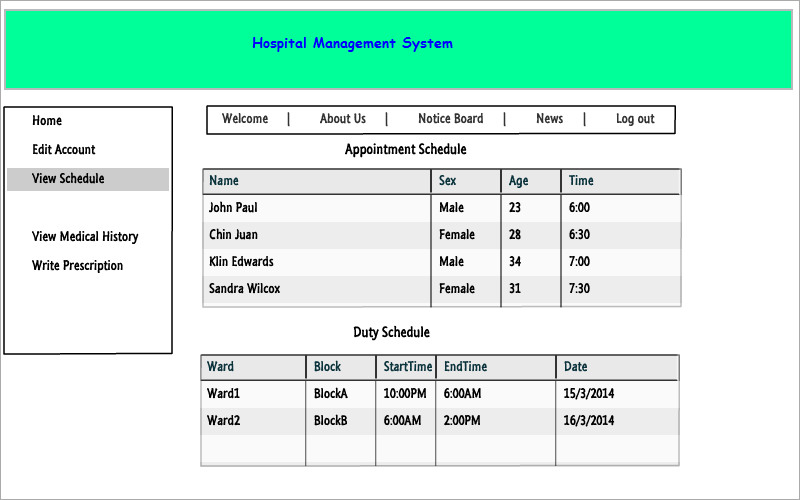 Hospital Management System
Home
Edit Account
View Schedule
View Medical History
Write Prescription
Welcome | About Us | Notice Board | News | Log out
Appointment Schedule
Name Sex Age Time
John Paul Male 23 6:00
Chin Juan Female 28 6:30
Klin Edwards Male 34 7:00
Sandra Wilcox Female 31 7:30
Duty Schedule
Ward Block StartTime EndTime Date
Ward1 BlockA 10:00PM 6:00AM 15/3/2014
Ward2 BlockB 6:00AM 2:00PM 16/3/2014